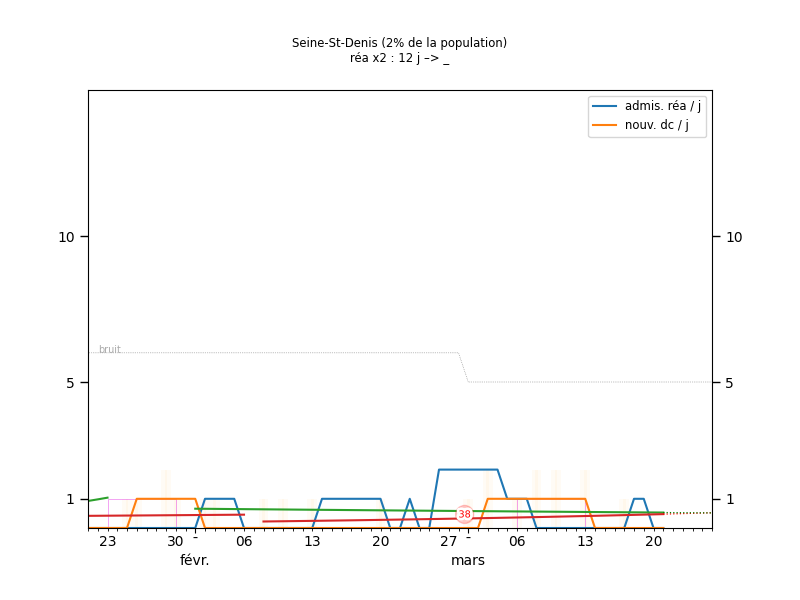 Seine-St-Denis (2% de la population)
réa x2 : 12 j –> _
admis. réa / j
nouv. dc / j
10 10
bruit
5 5
1 1
38
23 30 - 06 13 20 27 - 06 13 20
févr. mars